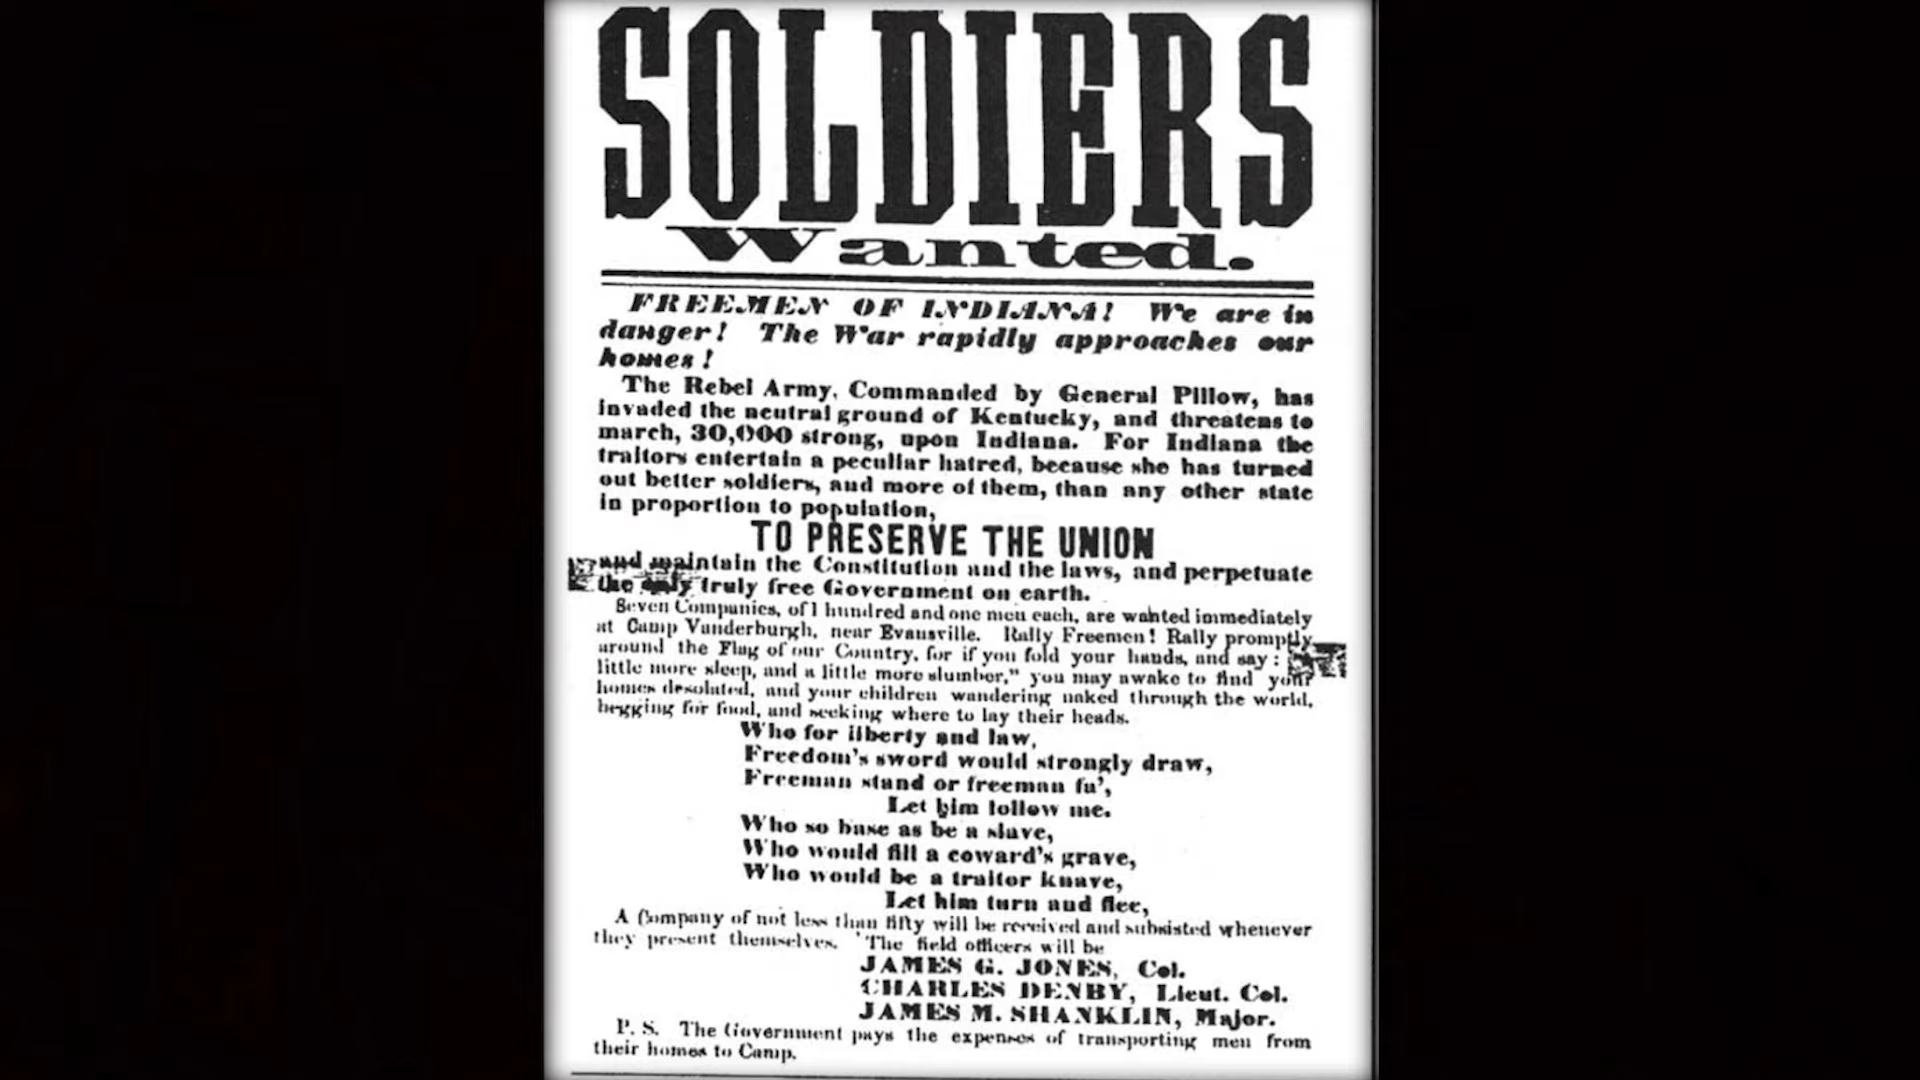 SOLDIERS
Wanted.
FREEMEN OF INDIANA! We are in
danger! The War rapidly approaches our
homes!
The Rebel Army, Commanded by General Pillow, has
invaded the neutral ground of Kentucky, and threatens to
march, 30,000 strong, upon Indiana. For Indiana the
traitors entertain a peculiar hatred, because she has turned
out better soldiers, and more of them, than any other state
in proportion to population,
TO PRESERVE THE UNION
and maintain the Constitution and the laws, and perpetuate
the only truly free Government on earth.
Seven Companies, of 1 hundred and one men each, are wanted immediately
at Camp Vanderburgh, near Evansville. Rally Freemen! Rally promptly
around the Flag of our Country, for if you fold your hands, and say:
little more sleep, and a little more slumber," you may awake to find your
homes desolated, and your children wandering naked through the world,
begging for food, and seeking where to lay their heads.
Who for liberty and law,
Freedom's sword would strongly draw,
Freeman stand or freeman fa',
Let him follow me.
Who so base as be a slave,
Who would fill a coward's grave,
Who would be a traitor knave,
Let him turn and flee,
A Company of not less than fifty will be received and subsisted whenever
they present themselves. The field officers will be
JAMES G. JONES, Col.
CHARLES DENBY, Lieut. Col.
JAMES M. SHANKLIN, Major.
P. S. The Government pays the expenses of transporting men from
their homes to Camp.